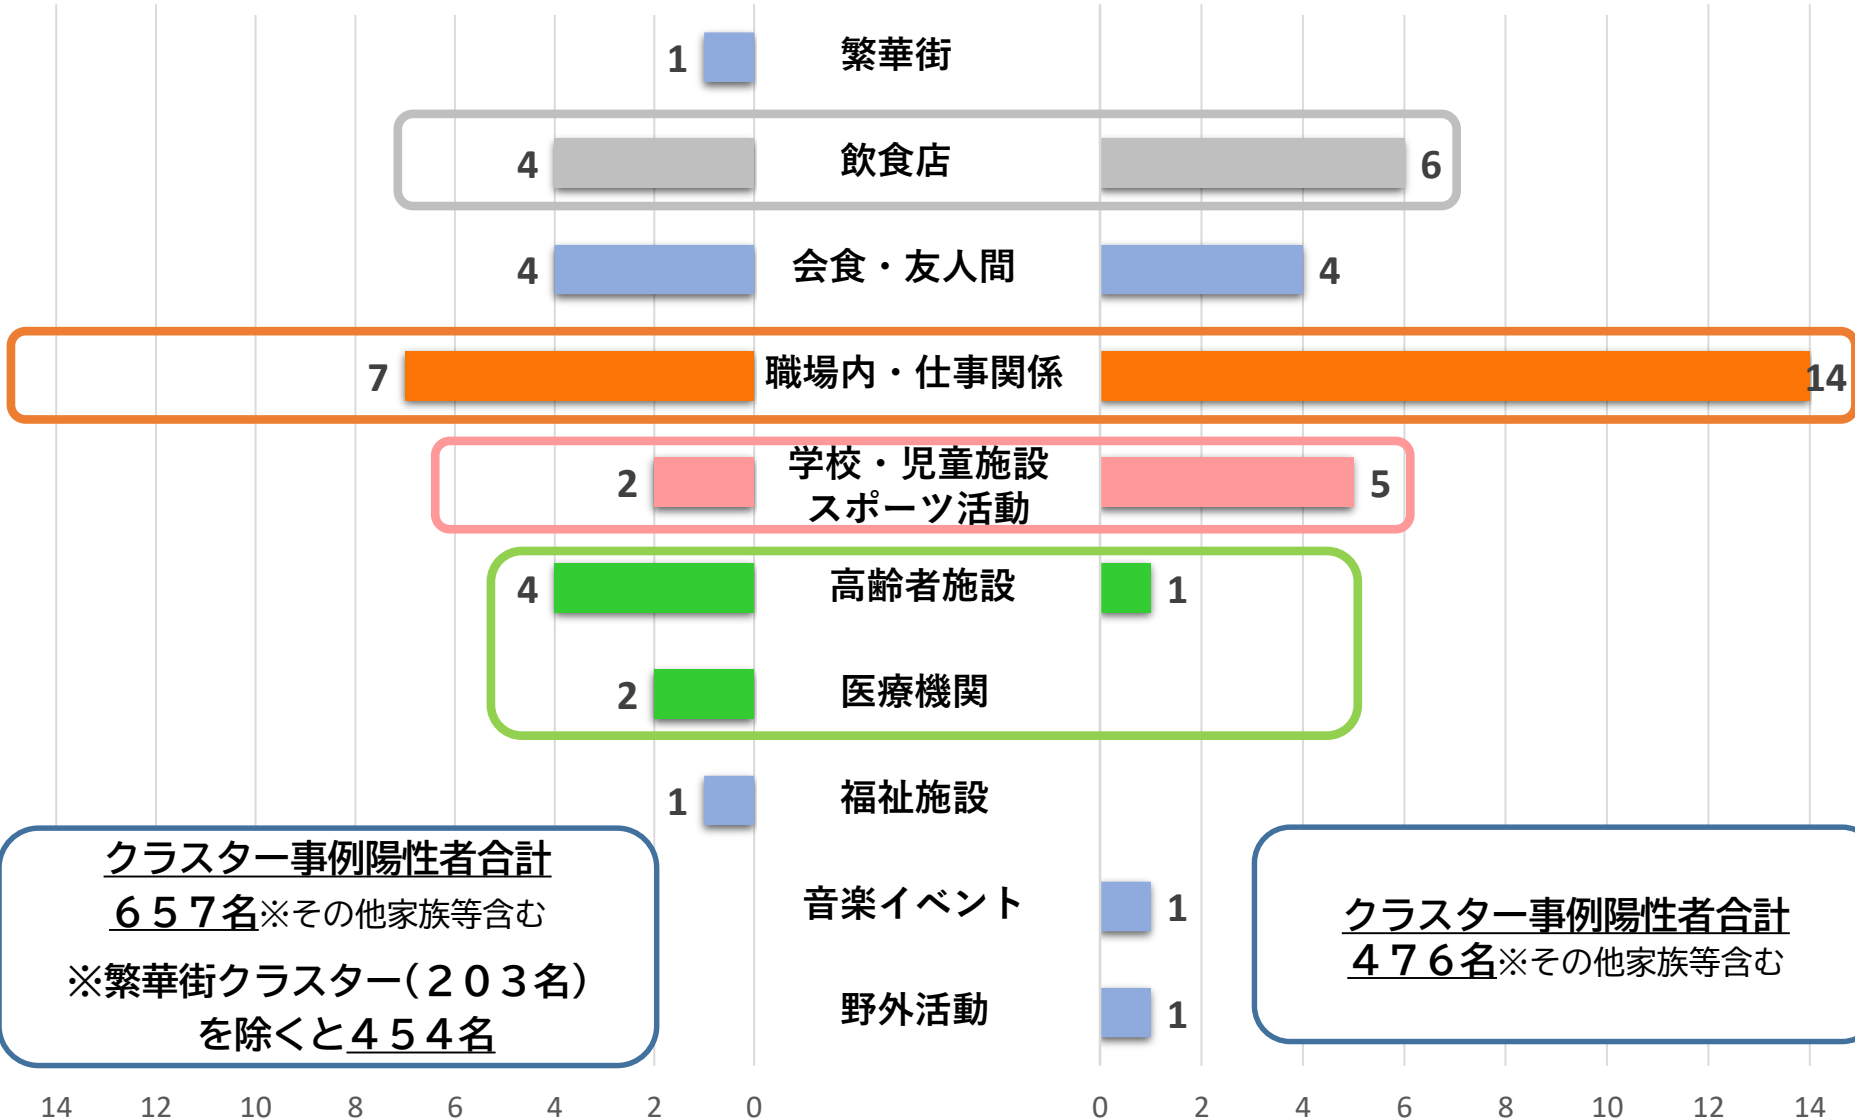 1 繁華街
4 飲食店 6
4 会食・友人間 4
7 職場内・仕事関係 14
2 学校・児童施設 5
スポーツ活動
4 高齢者施設 1
2 医療機関
1 福祉施設
音楽イベント 1
野外活動 1
クラスター事例陽性者合計
657名※その他家族等含む
※繁華街クラスター(203名)
を除くと454名
クラスター事例陽性者合計
476名※その他家族等含む
14 12 10 8 6 4 2 0 0 2 4 6 8 10 12 14